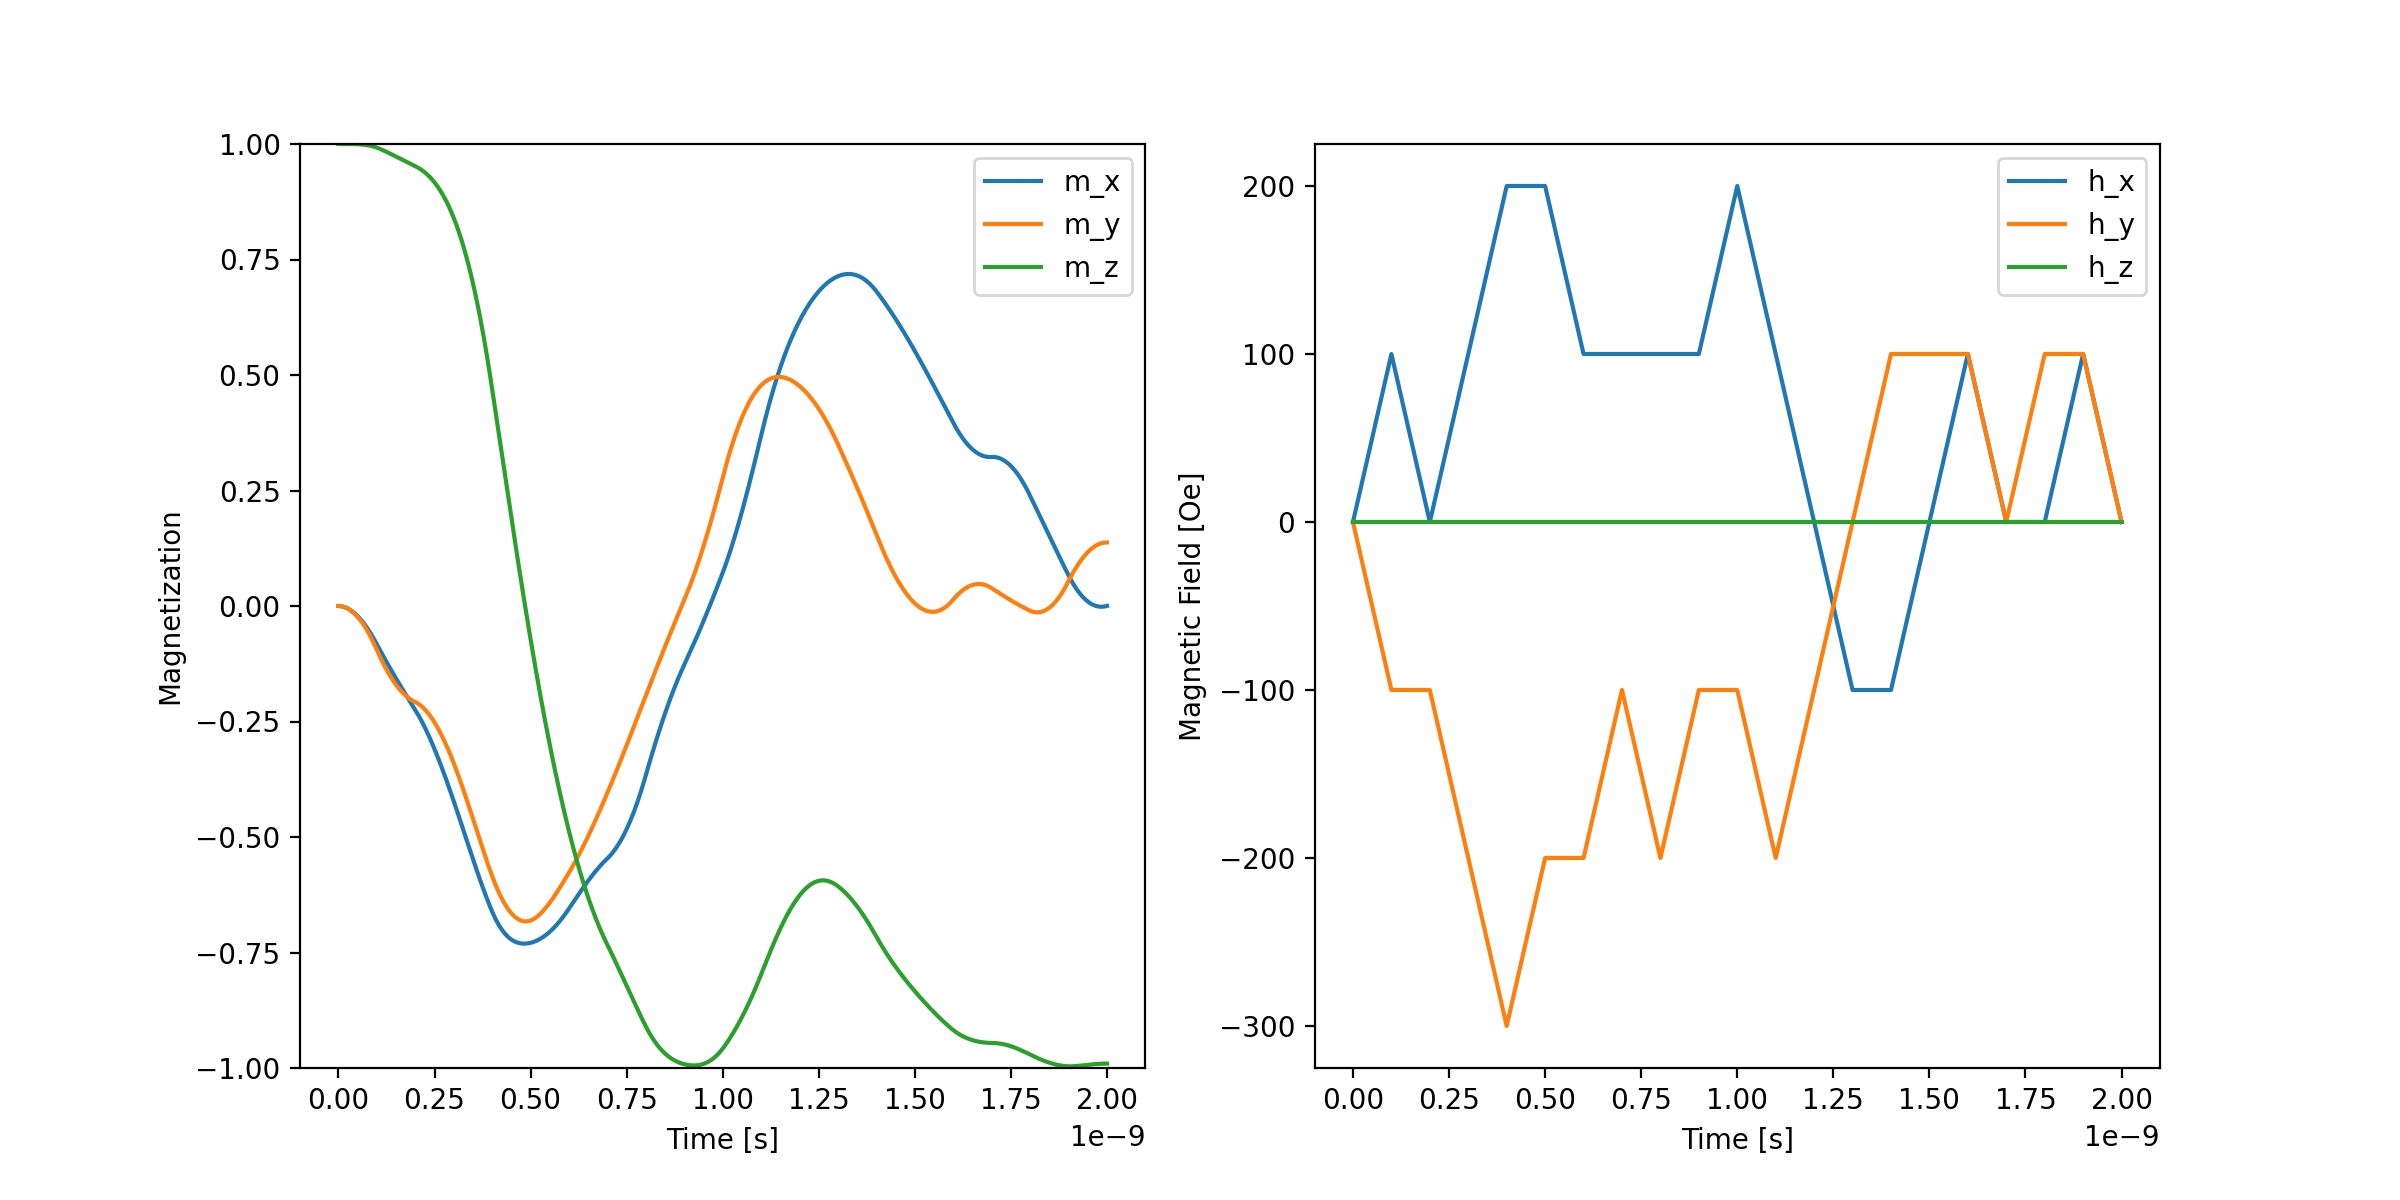 1.00
0.75
0.50
0.25
0.00
−0.25
−0.50
−0.75
−1.00
Magnetization
0.00 0.25 0.50 0.75 1.00 1.25 1.50 1.75 2.00
Time [s]
1e−9
m_x
m_y
m_z
200
100
0
−100
−200
−300
Magnetic Field [Oe]
0.00 0.25 0.50 0.75 1.00 1.25 1.50 1.75 2.00
Time [s]
1e−9
h_x
h_y
h_z